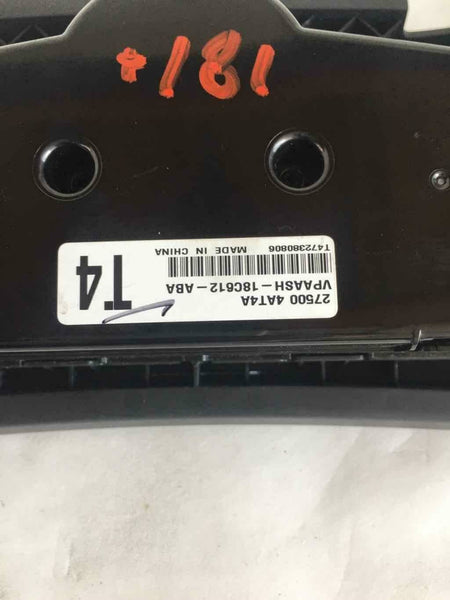 +181
27500 4AT4A
VPAASH-18C612-ABA
T472380806 MADE IN CHINA
T4